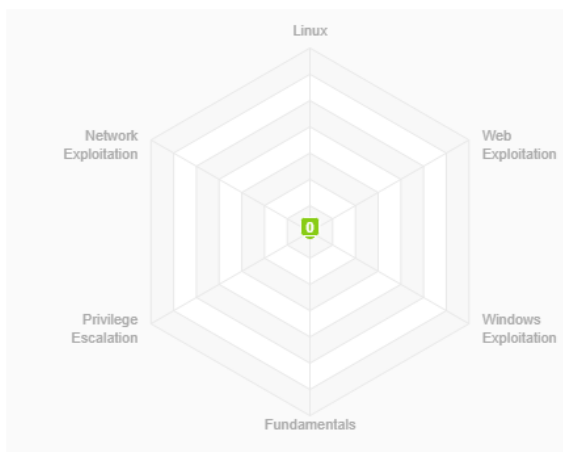 Linux
Network
Exploitation
Web
Exploitation
0
Privilege
Escalation
Windows
Exploitation
Fundamentals